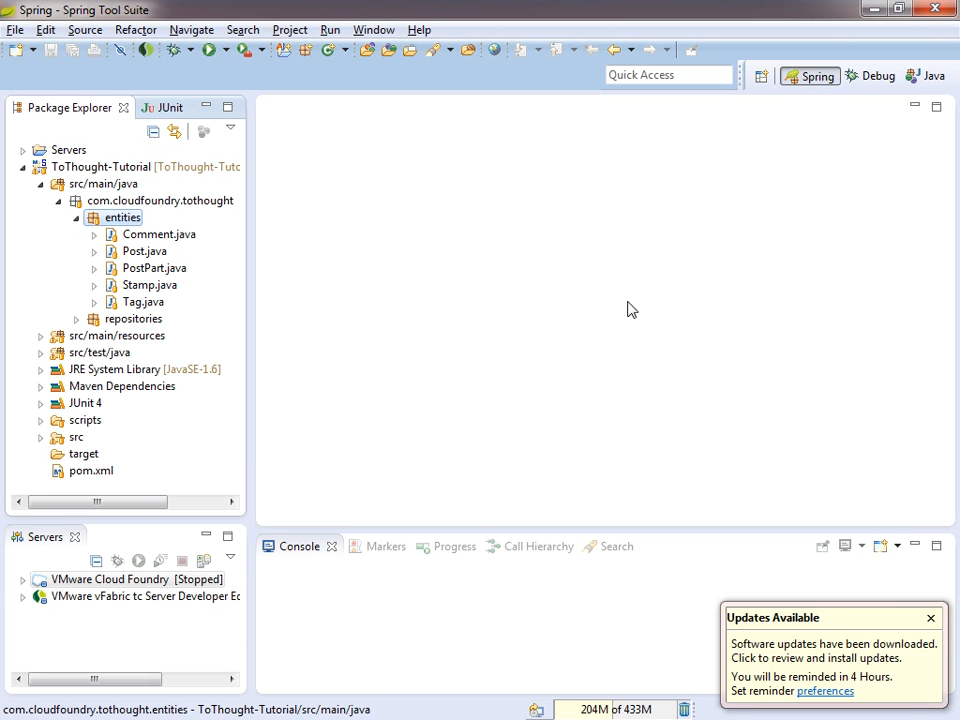 Spring - Spring Tool Suite
File Edit Source Refactor Navigate Search Project Run Window Help
Quick Access
Spring Debug Java
Package Explorer JUnit
Servers
ToThought-Tutorial [ToThought-Tuto
src/main/java
com.cloudfoundry.tothought
entities
Comment.java
Post.java
PostPart.java
Stamp.java
Tag.java
repositories
src/main/resources
src/test/java
JRE System Library [JavaSE-1.6]
Maven Dependencies
JUnit 4
scripts
src
target
pom.xml
Servers
VMware Cloud Foundry [Stopped]
VMware vFabric tc Server Developer Ec
Console Markers Progress Call Hierarchy Search
Updates Available
Software updates have been downloaded.
Click to review and install updates.
You will be reminded in 4 Hours.
Set reminder preferences
com.cloudfoundry.tothought.entities - ToThought-Tutorial/src/main/java
204M of 433M